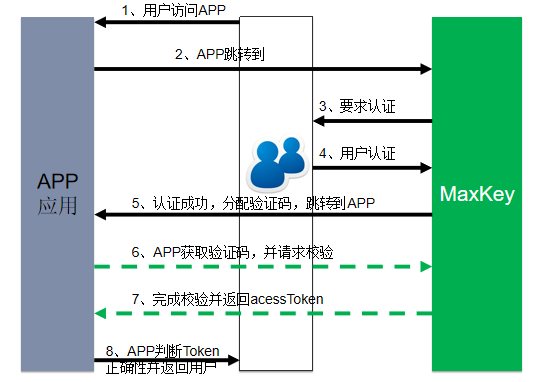 1、用户访问APP
2、APP跳转到
3、要求认证
4、用户认证
APP
应用
MaxKey
5、认证成功，分配验证码，跳转到APP
6、APP获取验证码，并请求校验
7、完成校验并返回acessToken
8、APP判断Token
正确性并返回用户